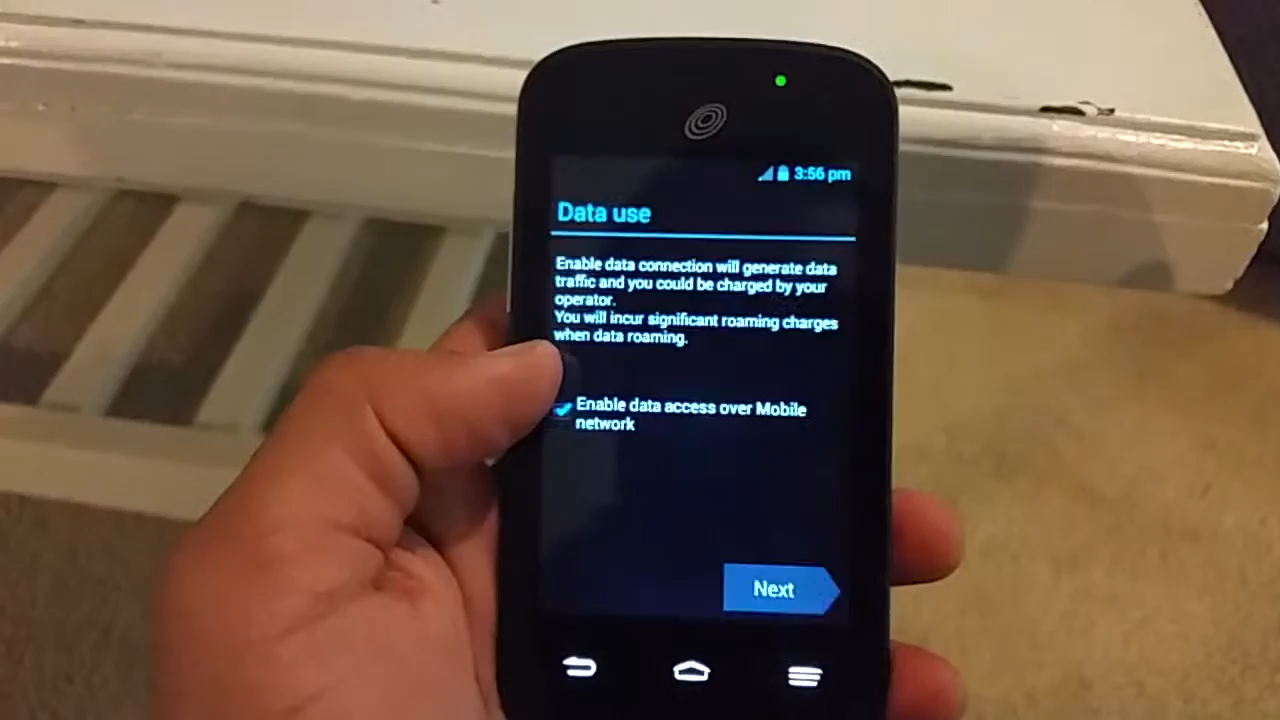 3:56 pm
Data use
Enable data connection will generate data
traffic and you could be charged by your
operator.
You will incur significant roaming charges
when data roaming.
Enable data access over Mobile
network
Next